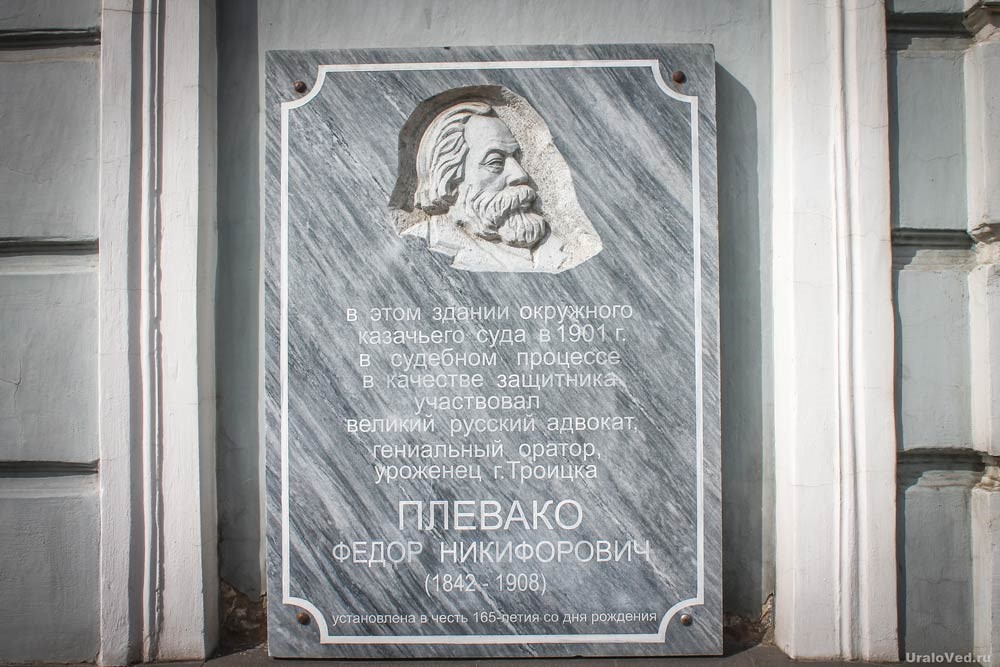 в этом здании окружного
казачьего суда в 1901 г.
в судебном процессе
в качестве защитника
участвовал
великий русский адвокат,
гениальный оратор,
уроженец г. Троицка
ПЛЕВАКО
ФЕДОР НИКИФОРОВИЧ
(1842 - 1908)
установлена в честь 165-летия со дня рождения
UraloVed.ru